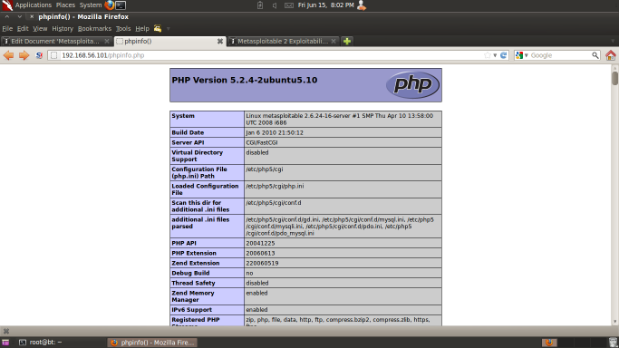 Applications Places System
Fri Jun 15, 8:02 PM
phpinfo() - Mozilla Firefox
File Edit View History Bookmarks Tools Help
Edit Document 'Metasploita...
phpinfo()
Metasploitable 2 Exploitabili...
192.168.56.101/phpinfo.php
Google
PHP Version 5.2.4-2ubuntu5.10
php
System
Linux metasploitable 2.6.24-16-server #1 SMP Thu Apr 10 13:58:00
UTC 2008 i686
Build Date
Jan 6 2010 21:50:12
Server API
CGI/FastCGI
Virtual Directory
Support
disabled
Configuration File
(php.ini) Path
/etc/php5/cgi
Loaded Configuration
File
/etc/php5/cgi/php.ini
Scan this dir for
additional .ini files
/etc/php5/cgi/conf.d
additional .ini files
parsed
/etc/php5/cgi/conf.d/gd.ini, /etc/php5/cgi/conf.d/mysql.ini, /etc/php5
/cgi/conf.d/mysqli.ini, /etc/php5/cgi/conf.d/pdo.ini, /etc/php5
/cgi/conf.d/pdo_mysql.ini
PHP API
20041225
PHP Extension
20060613
Zend Extension
220060519
Debug Build
no
Thread Safety
disabled
Zend Memory
Manager
enabled
IPv6 Support
enabled
Registered PHP
zip, php, file, data, http, ftp, compress.bzip2, compress.zlib, https,
root@bt: ~
phpinfo() - Mozilla Fire...